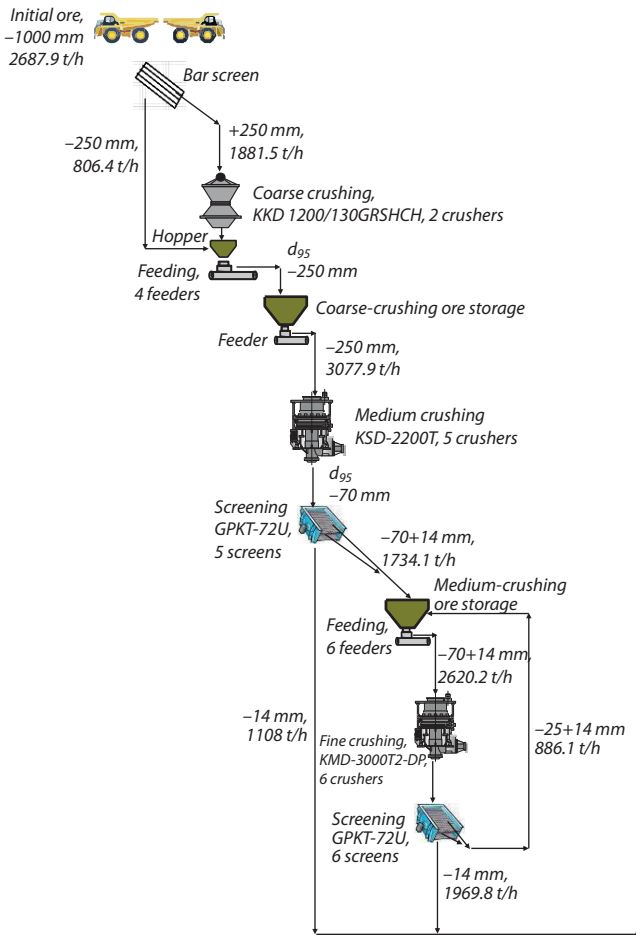 Initial ore,
–1000 mm
2687.9 t/h
Bar screen
–250 mm,
806.4 t/h
+250 mm,
1881.5 t/h
Coarse crushing,
KKD 1200/130GRSHCH, 2 crushers
Hopper
Feeding,
4 feeders
d95
–250 mm
Coarse-crushing ore storage
Feeder
–250 mm,
3077.9 t/h
Medium crushing
KSD-2200T, 5 crushers
d95
–70 mm
Screening
GPKT-72U,
5 screens
–70+14 mm,
1734.1 t/h
Medium-crushing
ore storage
Feeding,
6 feeders
–70+14 mm,
2620.2 t/h
–14 mm,
1108 t/h
Fine crushing,
KMD-3000T2-DP,
6 crushers
–25+14 mm
886.1 t/h
Screening
GPKT-72U,
6 screens
–14 mm,
1969.8 t/h